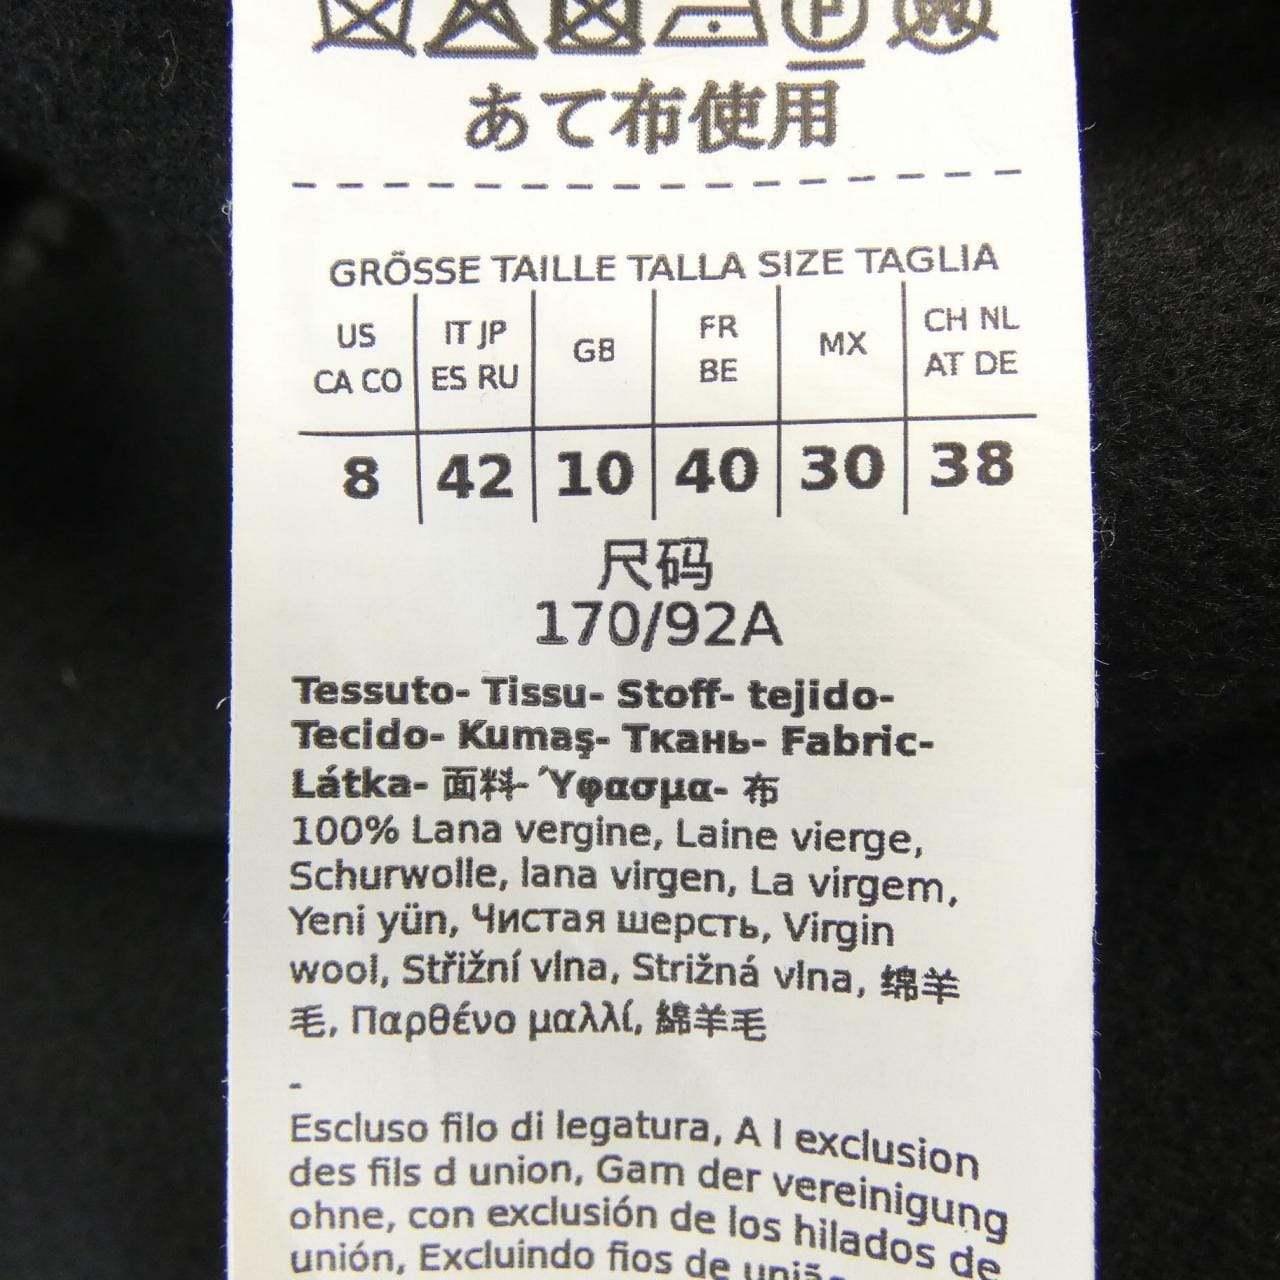 P W
あて布使用
GRÖSSE TAILLE TALLA SIZE TAGLIA
US IT JP GB FR MX CH NL
CA CO ES RU BE AT DE
8 42 10 40 30 38
尺码
170/92A
Tessuto- Tissu- Stoff- tejido-
Tecido- Kumaş- Ткань- Fabric-
Látka- 面料- Ύφασμα- 布
100% Lana vergine, Laine vierge,
Schurwolle, lana virgen, La virgem,
Yeni yün, Чистая шерсть, Virgin
wool, Střižní vlna, Strižná vlna, 绵羊
毛, Παρθένο μαλλί, 綿羊毛
-
Escluso filo di legatura, A l exclusion
des fils d union, Garn der vereinigung
ohne, con exclusión de los hilados de
unión, Excluindo fios de união